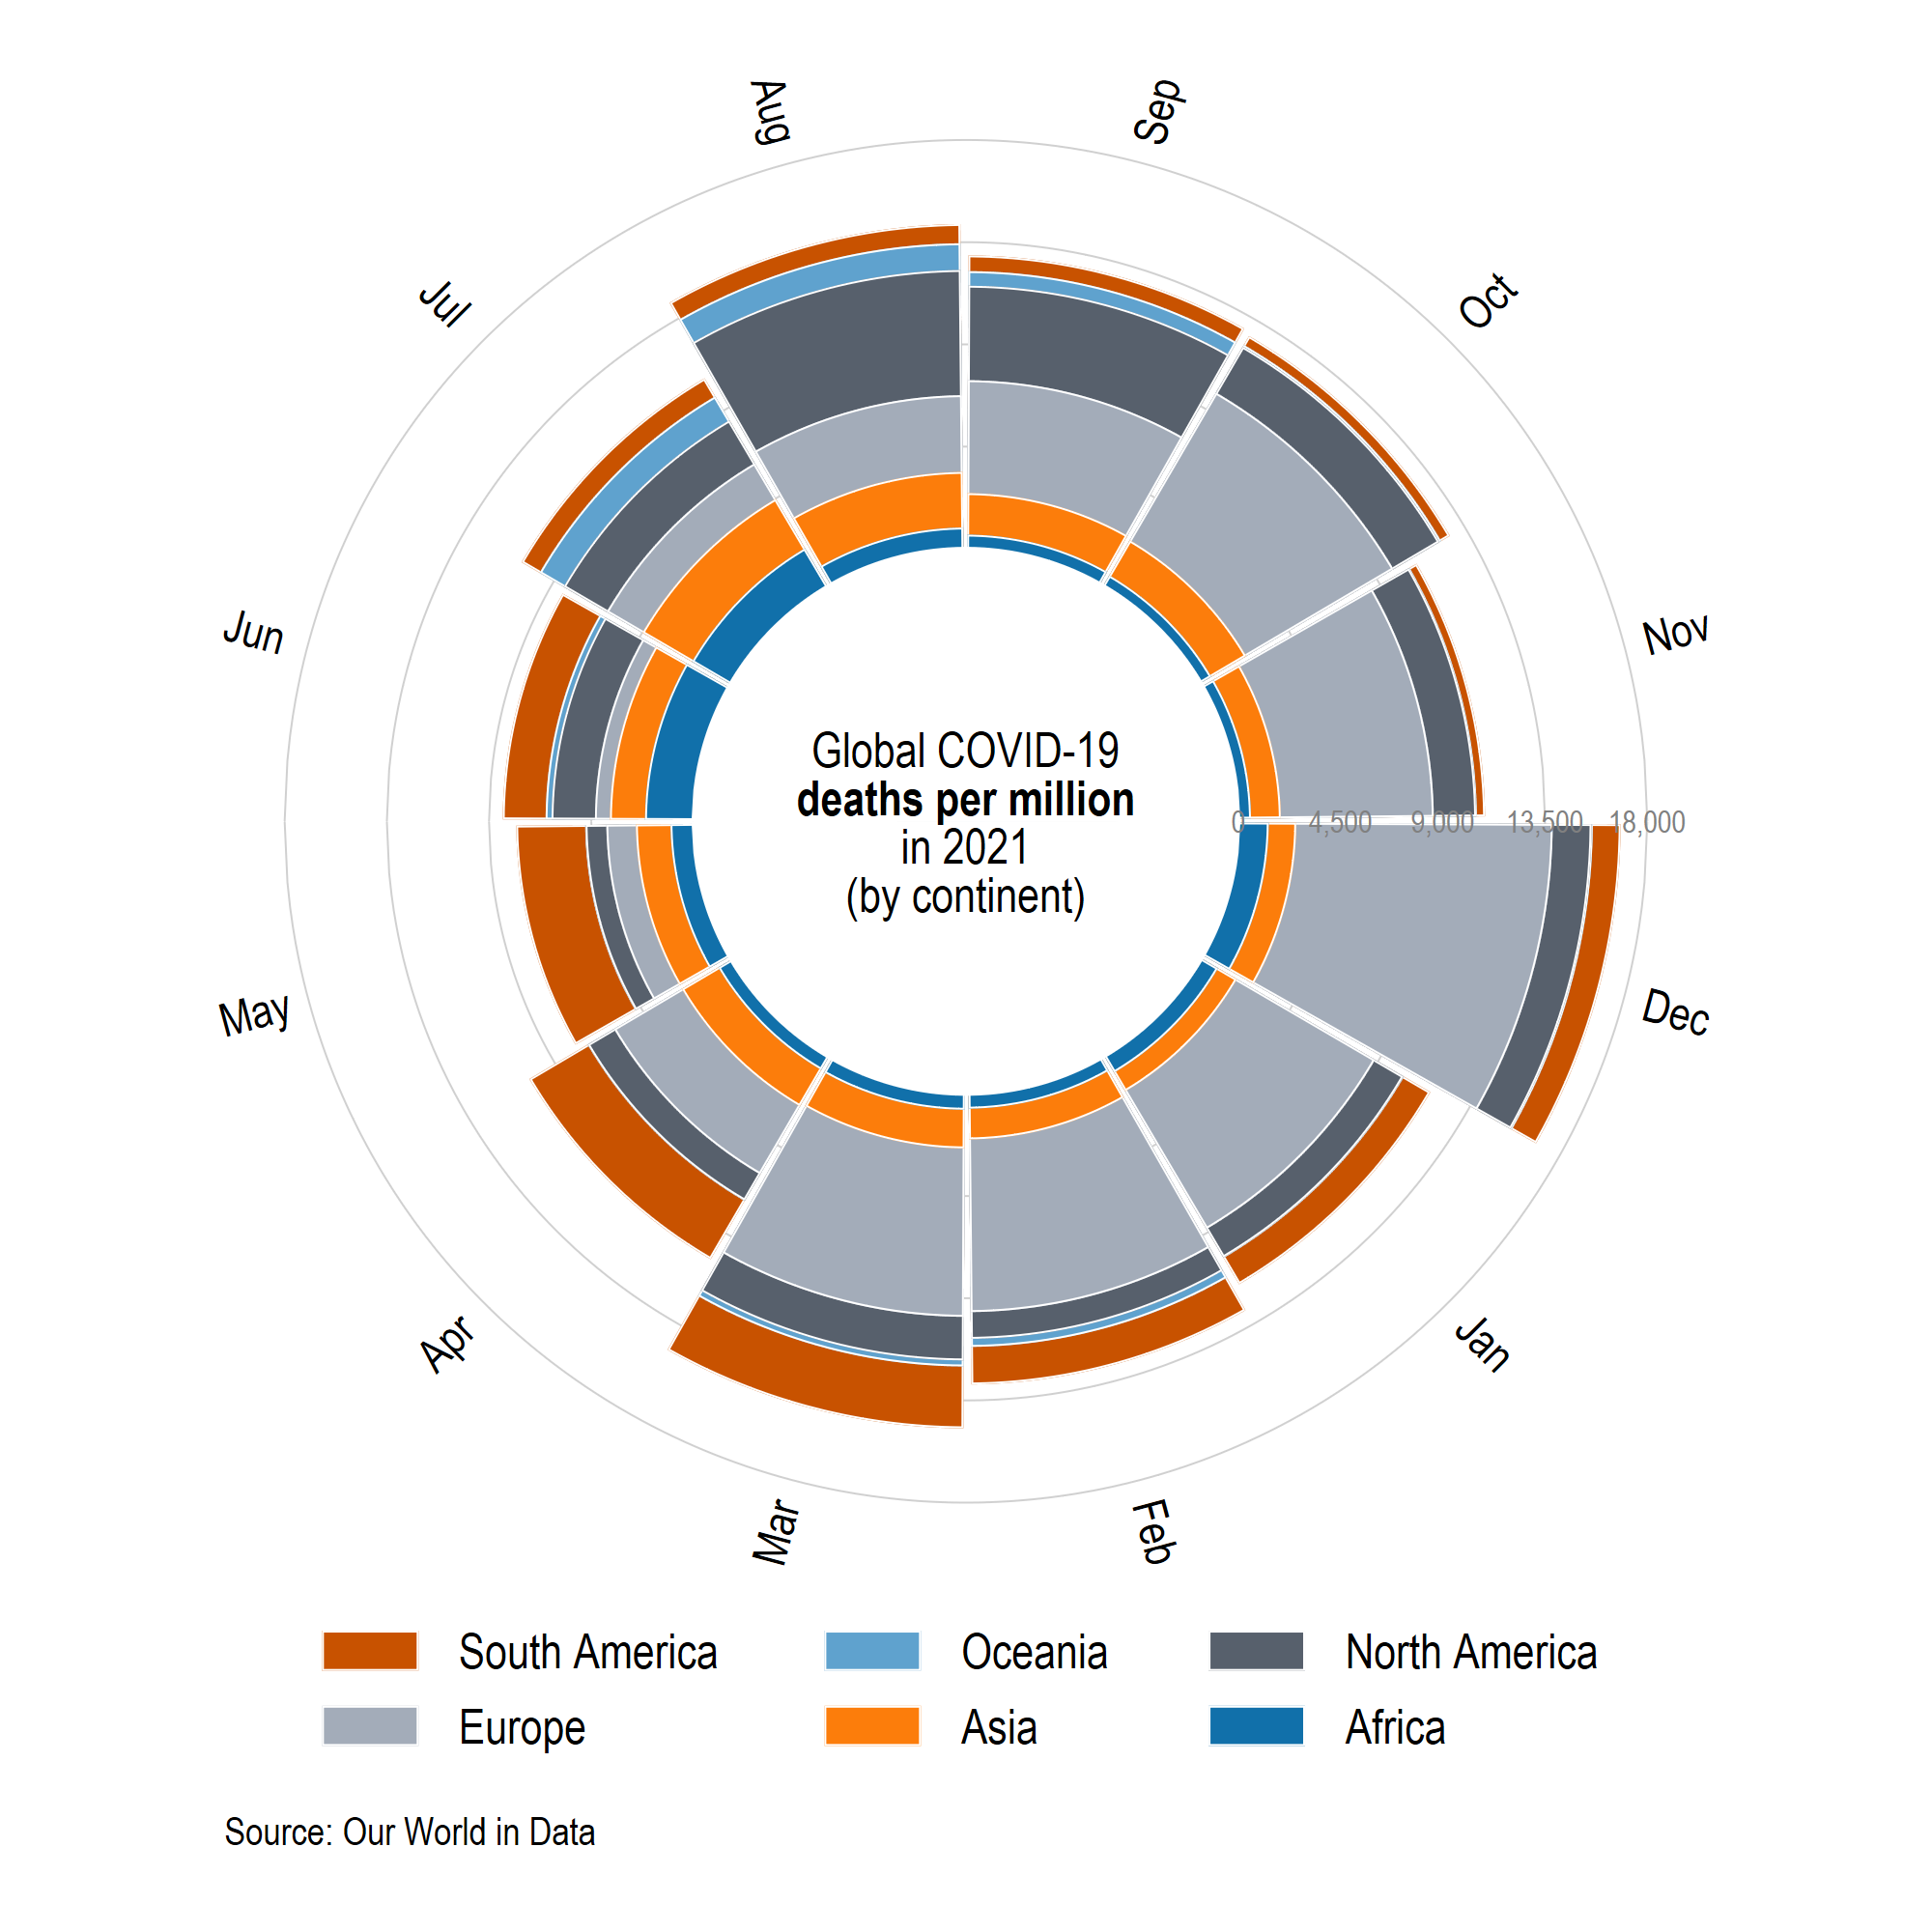 Aug
Sep
Jul
Oct
Jun
Nov
Global COVID-19
deaths per million
in 2021
(by continent)
0 4,500 9,000 13,500 18,000
May
Dec
Apr
Jan
Mar
Feb
South America
Oceania
North America
Europe
Asia
Africa
Source: Our World in Data